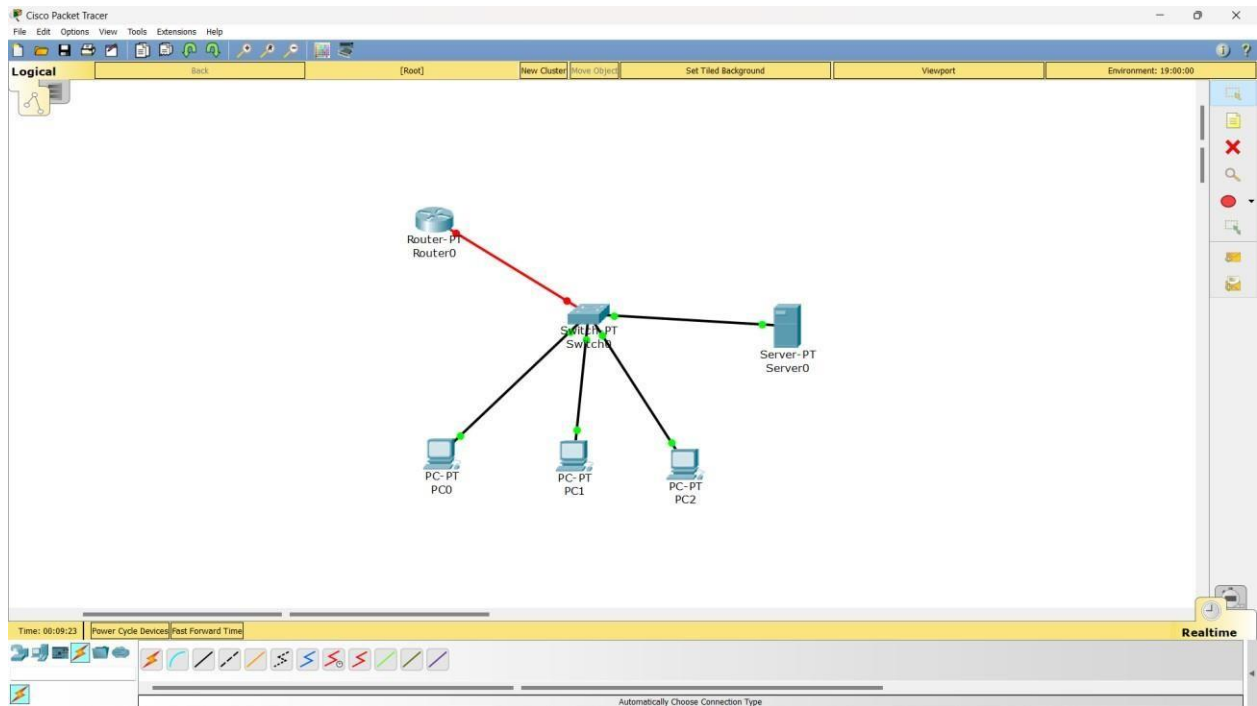 Cisco Packet Tracer
File Edit Options View Tools Extensions Help
Logical Back [Root] New Cluster Move Object Set Tiled Background Viewport Environment: 19:00:00
Router-PT
Router0
Switch-PT
Switch0
Server-PT
Server0
PC-PT
PC0
PC-PT
PC1
PC-PT
PC2
Time: 00:09:23 Power Cycle Devices Fast Forward Time Realtime
Automatically Choose Connection Type